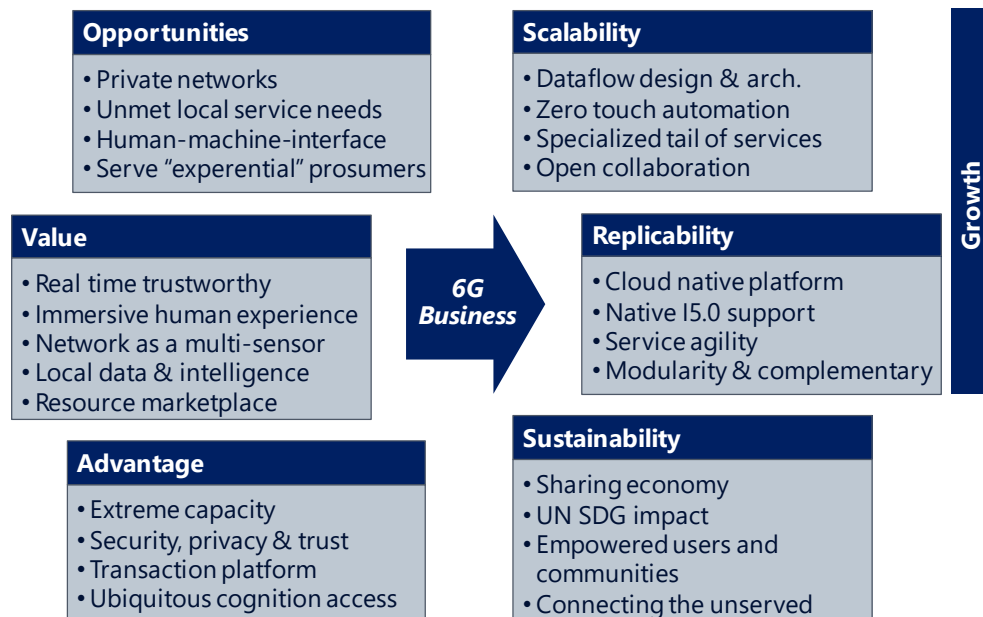 Opportunities
• Private networks
• Unmet local service needs
• Human-machine-interface
• Serve “experential” prosumers
Scalability
• Dataflow design & arch.
• Zero touch automation
• Specialized tail of services
• Open collaboration
Growth
Value
• Real time trustworthy
• Immersive human experience
• Network as a multi-sensor
• Local data & intelligence
• Resource marketplace
6G
Business
Replicability
• Cloud native platform
• Native I5.0 support
• Service agility
• Modularity & complementary
Advantage
• Extreme capacity
• Security, privacy & trust
• Transaction platform
• Ubiquitous cognition access
Sustainability
• Sharing economy
• UN SDG impact
• Empowered users and
communities
• Connecting the unserved